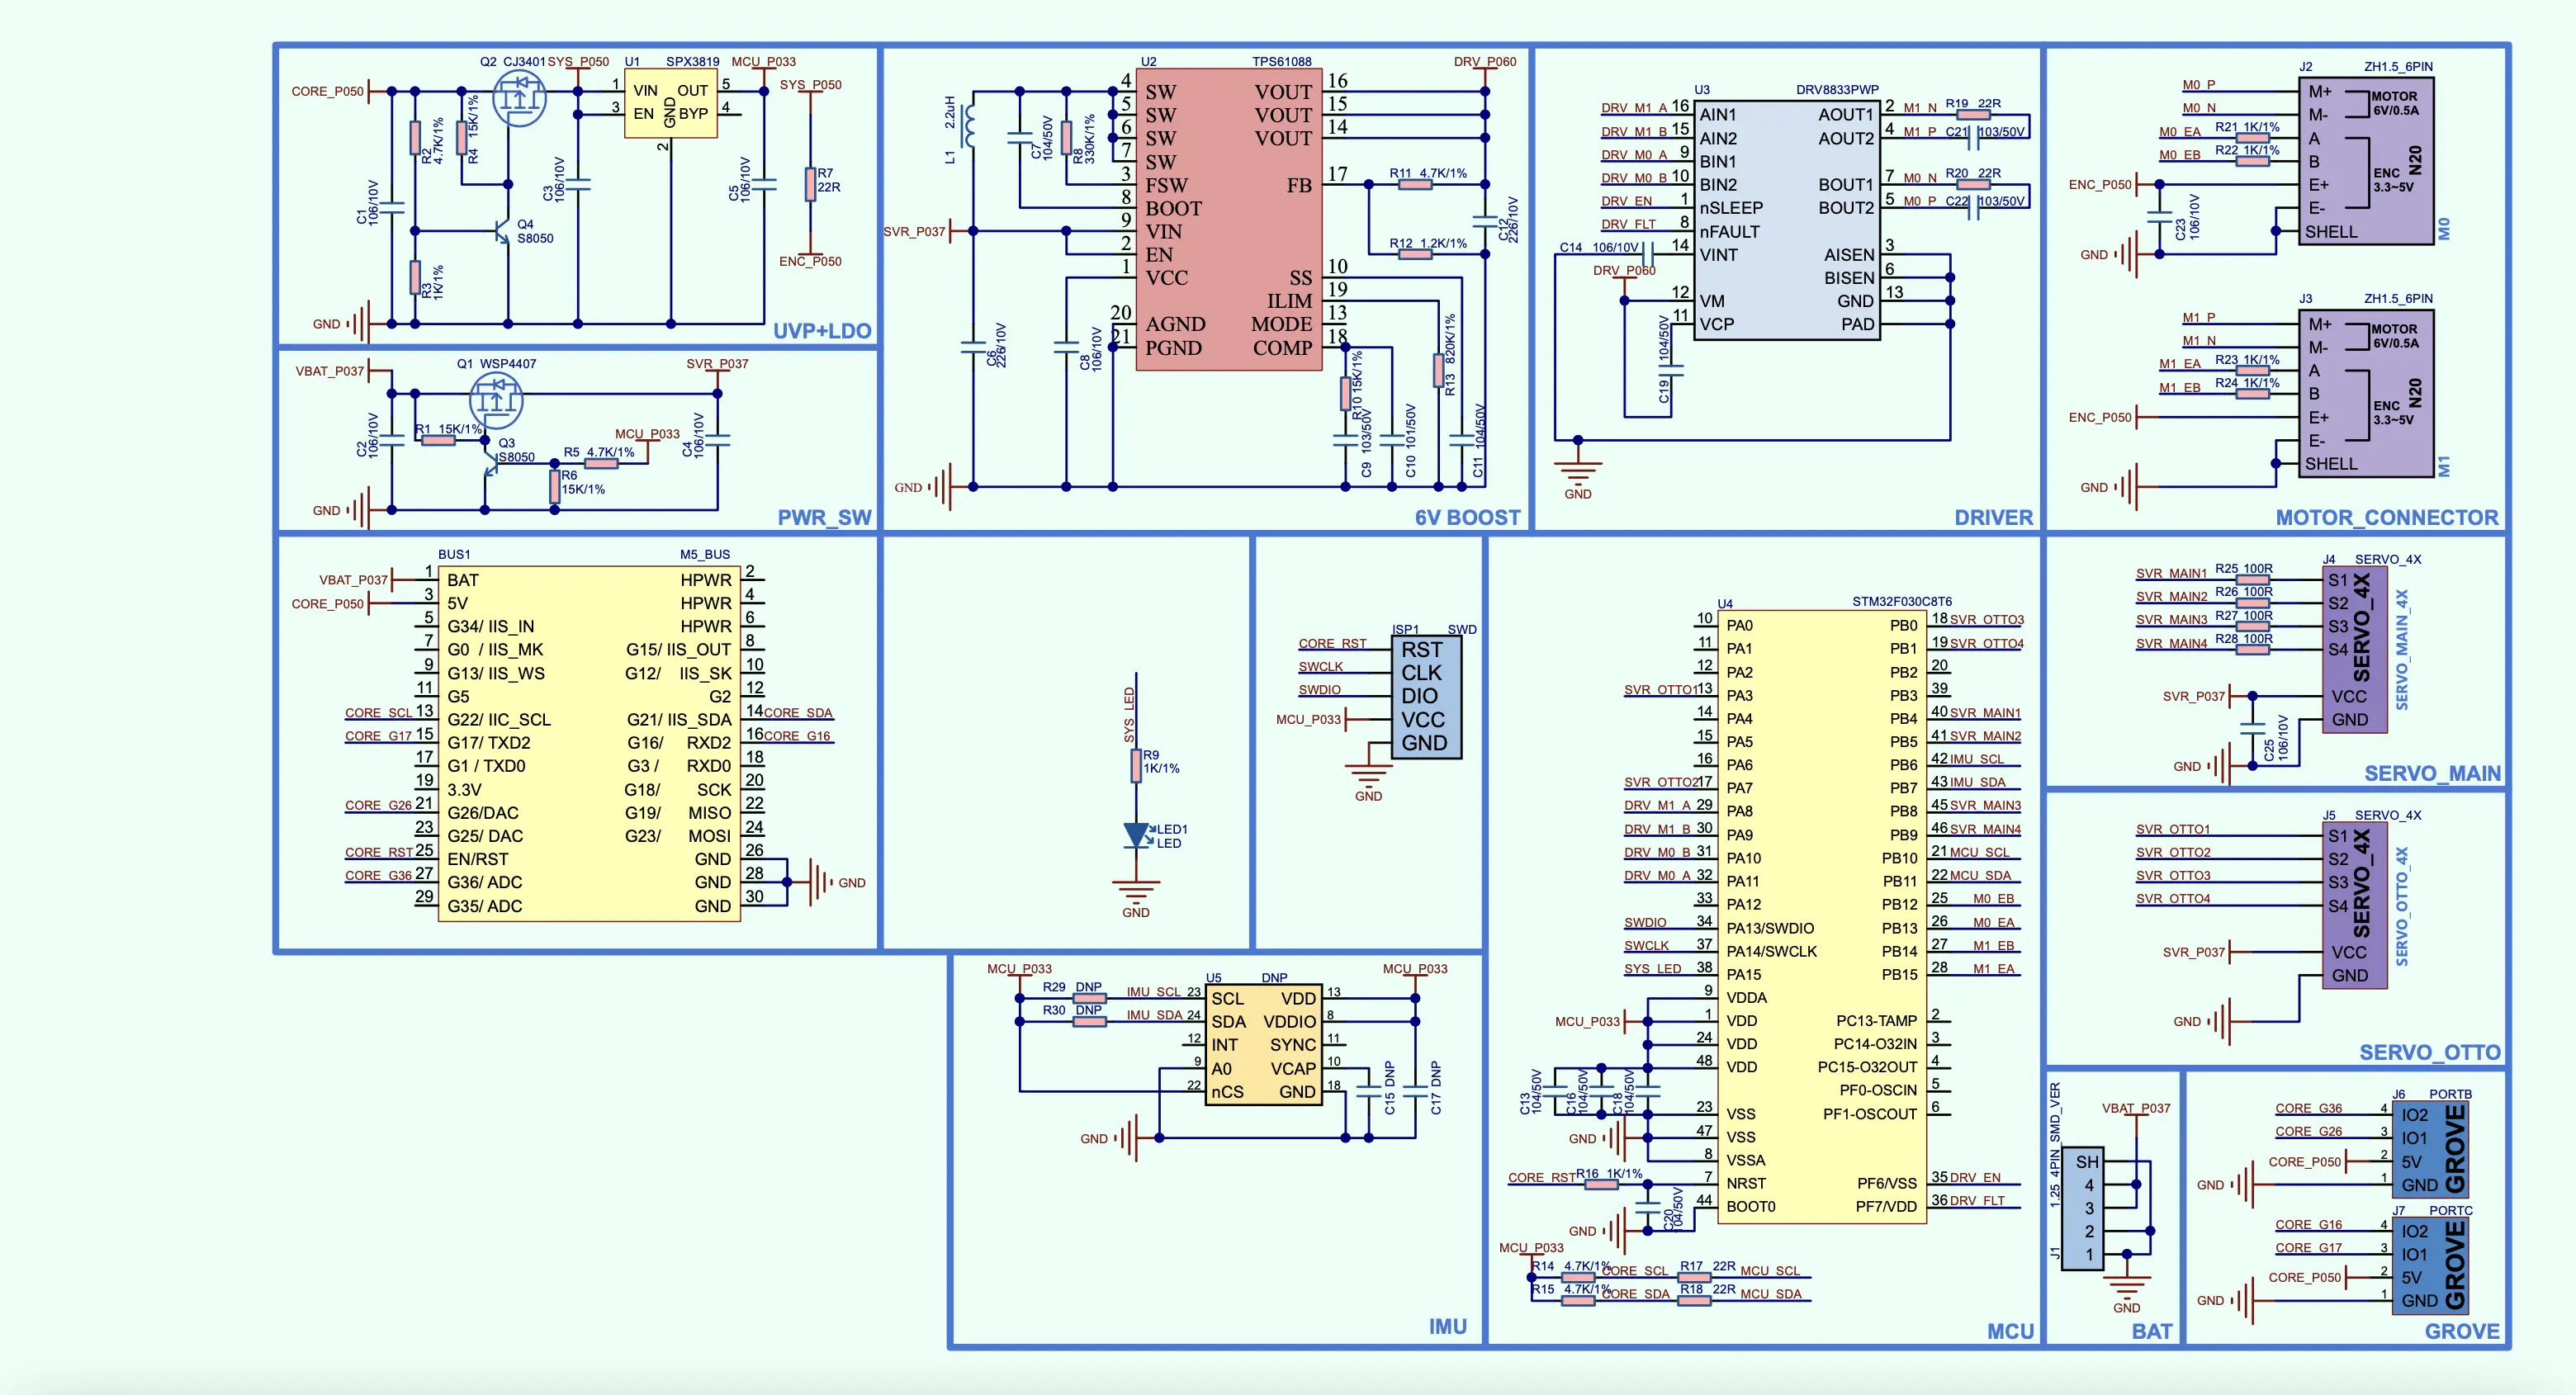 Q2 CJ3401
SYS_P050
U1 SPX3819
MCU_P033
CORE_P050
1 VIN OUT 5
3 EN GND BYP 4
2
SYS_P050
R7
22R
ENC_P050
R2
4.7K/1%
R4 15K/1%
C1
106/10V
C3
106/10V
C5
106/10V
Q4
S8050
R3
1K/1%
GND
UVP+LDO
VBAT_P037
Q1 WSP4407
SVR_P037
C2
106/10V
R1 15K/1%
Q3
S8050
MCU_P033
R5 4.7K/1%
R6
15K/1%
C4
106/10V
GND
PWR_SW
U2 TPS61088
DRV_P060
2.2uH
L1
C7
104/50V
R8
330K/1%
4 SW VOUT 16
5 SW VOUT 15
6 SW VOUT 14
7 SW
3 FSW FB 17
8 BOOT
9 VIN
2 EN
1 VCC SS 10
ILIM 19
20 AGND MODE 13
21 PGND COMP 18
R11 4.7K/1%
R12 1.2K/1%
C12
226/10V
SVR_P037
C6
226/10V
C8
106/10V
R10 15K/1%
R13 820K/1%
C9 103/50V
C10 101/50V
C11 104/50V
GND
6V BOOST
U3 DRV8833PWP
DRV_M1_A 16 AIN1 AOUT1 2 M1_N R19 22R
DRV_M1_B 15 AIN2 AOUT2 4 M1_P C21 103/50V
DRV_M0_A 9 BIN1
DRV_M0_B 10 BIN2 BOUT1 7 M0_N R20 22R
DRV_EN 1 nSLEEP BOUT2 5 M0_P C22 103/50V
DRV_FLT 8 nFAULT
C14 106/10V 14 VINT AISEN 3
DRV_P060 BISEN 6
12 VM GND 13
11 VCP PAD
C19 104/50V
GND
DRIVER
J2 ZH1.5_6PIN
M0_P M+ MOTOR
M0_N M- 6V/0.5A
M0_EA R21 1K/1% A
M0_EB R22 1K/1% B
ENC_P050 E+ ENC
E- 3.3~5V
SHELL
N20
M0
C23
106/10V
GND
J3 ZH1.5_6PIN
M1_P M+ MOTOR
M1_N M- 6V/0.5A
M1_EA R23 1K/1% A
M1_EB R24 1K/1% B
ENC_P050 E+ ENC
E- 3.3~5V
SHELL
N20
M1
GND
MOTOR_CONNECTOR
BUS1 M5_BUS
VBAT_P037 1 BAT HPWR 2
CORE_P050 3 5V HPWR 4
5 G34/ IIS_IN HPWR 6
7 G0 / IIS_MK G15/ IIS_OUT 8
9 G13/ IIS_WS G12/ IIS_SK 10
11 G5 G2 12
CORE_SCL 13 G22/ IIC_SCL G21/ IIS_SDA 14 CORE_SDA
CORE_G17 15 G17/ TXD2 G16/ RXD2 16 CORE_G16
17 G1 / TXD0 G3 / RXD0 18
19 3.3V G18/ SCK 20
CORE_G26 21 G26/DAC G19/ MISO 22
23 G25/ DAC G23/ MOSI 24
CORE_RST 25 EN/RST GND 26
CORE_G36 27 G36/ ADC GND 28 GND
29 G35/ ADC GND 30
SYS_LED
R9
1K/1%
LED1
LED
GND
ISP1 SWD
CORE_RST RST
SWCLK CLK
SWDIO DIO
MCU_P033 VCC
GND
GND
U4 STM32F030C8T6
10 PA0 PB0 18 SVR_OTTO3
11 PA1 PB1 19 SVR_OTTO4
12 PA2 PB2 20
SVR_OTTO1 13 PA3 PB3 39
14 PA4 PB4 40 SVR_MAIN1
15 PA5 PB5 41 SVR_MAIN2
16 PA6 PB6 42 IMU_SCL
SVR_OTTO2 17 PA7 PB7 43 IMU_SDA
DRV_M1_A 29 PA8 PB8 45 SVR_MAIN3
DRV_M1_B 30 PA9 PB9 46 SVR_MAIN4
DRV_M0_B 31 PA10 PB10 21 MCU_SCL
DRV_M0_A 32 PA11 PB11 22 MCU_SDA
33 PA12 PB12 25 M0_EB
SWDIO 34 PA13/SWDIO PB13 26 M0_EA
SWCLK 37 PA14/SWCLK PB14 27 M1_EB
SYS_LED 38 PA15 PB15 28 M1_EA
9 VDDA
MCU_P033 1 VDD PC13-TAMP 2
24 VDD PC14-O32IN 3
48 VDD PC15-O32OUT 4
PF0-OSCIN 5
23 VSS PF1-OSCOUT 6
GND 47 VSS
8 VSSA
CORE_RST R16 1K/1% 7 NRST PF6/VSS 35 DRV_EN
44 BOOT0 PF7/VDD 36 DRV_FLT
C13
104/50V
C16
104/50V
C18
104/50V
C20
104/50V
GND
MCU_P033
R14 4.7K/1% CORE_SCL R17 22R MCU_SCL
R15 4.7K/1% CORE_SDA R18 22R MCU_SDA
MCU
J4 SERVO_4X
SVR_MAIN1 R25 100R S1
SVR_MAIN2 R26 100R S2
SVR_MAIN3 R27 100R S3
SVR_MAIN4 R28 100R S4
SVR_P037 VCC
GND
SERVO_4X
SERVO_MAIN_4X
C25
106/10V
GND
SERVO_MAIN
J5 SERVO_4X
SVR_OTTO1 S1
SVR_OTTO2 S2
SVR_OTTO3 S3
SVR_OTTO4 S4
SVR_P037 VCC
GND
SERVO_4X
SERVO_OTTO_4X
GND
SERVO_OTTO
MCU_P033 U5 DNP MCU_P033
R29 DNP IMU_SCL 23 SCL VDD 13
R30 DNP IMU_SDA 24 SDA VDDIO 8
12 INT SYNC 11
9 A0 VCAP 10
22 nCS GND 18
C15 DNP
C17 DNP
GND
IMU
1.25_4PIN_SMD_VER
J1
VBAT_P037
SH
4
3
2
1
GND
BAT
J6 PORTB
CORE_G36 4 IO2
CORE_G26 3 IO1
CORE_P050 2 5V
GND 1 GND
GROVE
J7 PORTC
CORE_G16 4 IO2
CORE_G17 3 IO1
CORE_P050 2 5V
GND 1 GND
GROVE
GROVE